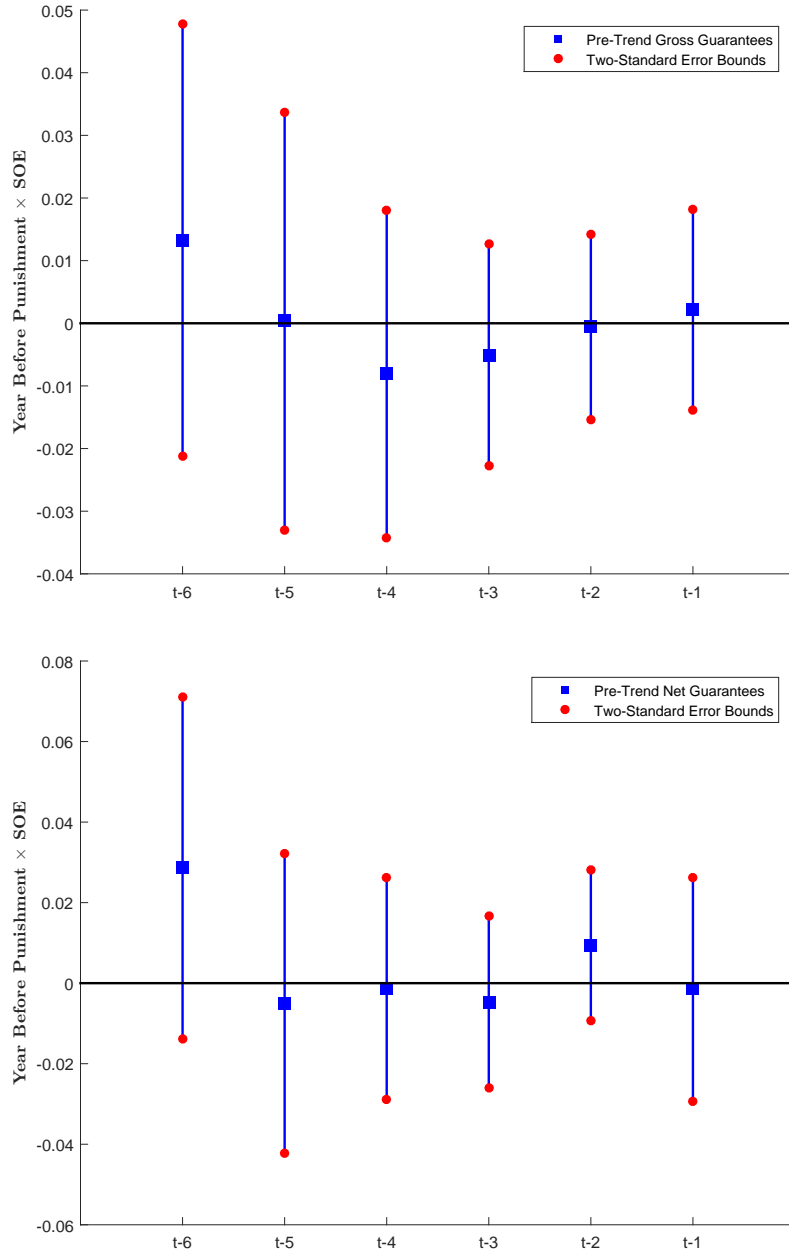 0.05
Pre-Trend Gross Guarantees
Two-Standard Error Bounds
0.04
0.03
0.02
0.01
0
-0.01
-0.02
-0.03
-0.04
Year Before Punishment × SOE
t-6 t-5 t-4 t-3 t-2 t-1
0.08
Pre-Trend Net Guarantees
Two-Standard Error Bounds
0.06
0.04
0.02
0
-0.02
-0.04
-0.06
Year Before Punishment × SOE
t-6 t-5 t-4 t-3 t-2 t-1